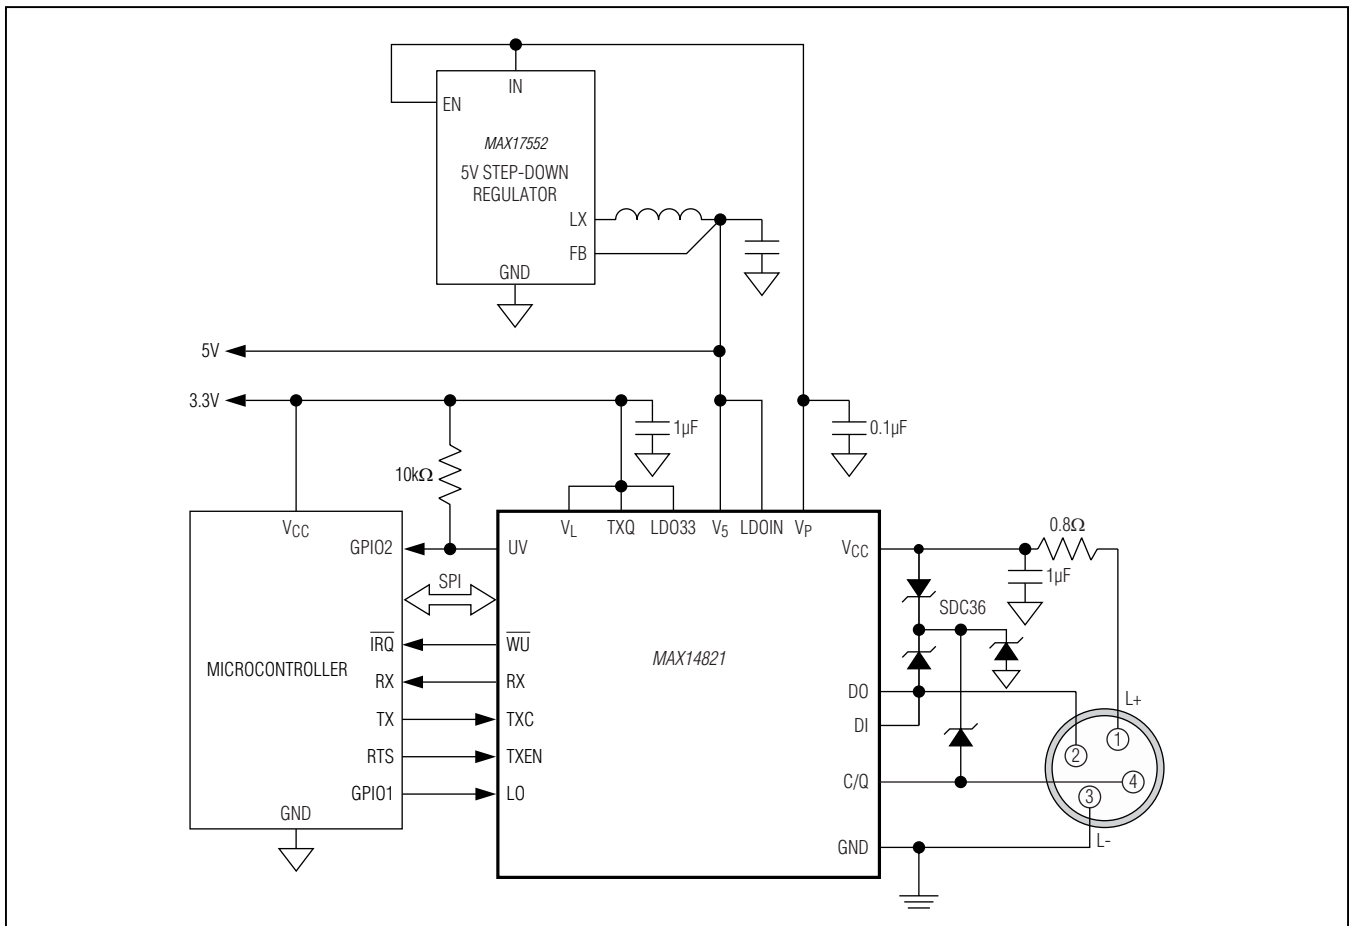 IN
EN
MAX17552
5V STEP-DOWN
REGULATOR
LX
FB
GND
5V
3.3V
1µF
0.1µF
10kΩ
VCC
GPIO2
SPI
IRQ
MICROCONTROLLER
RX
TX
RTS
GPIO1
GND
VL
TXQ
LDO33
V5
LDOIN
VP
UV
WU
RX
TXC
TXEN
LO
MAX14821
VCC
DO
DI
C/Q
GND
0.8Ω
1µF
SDC36
L+
1
2
4
3
L-